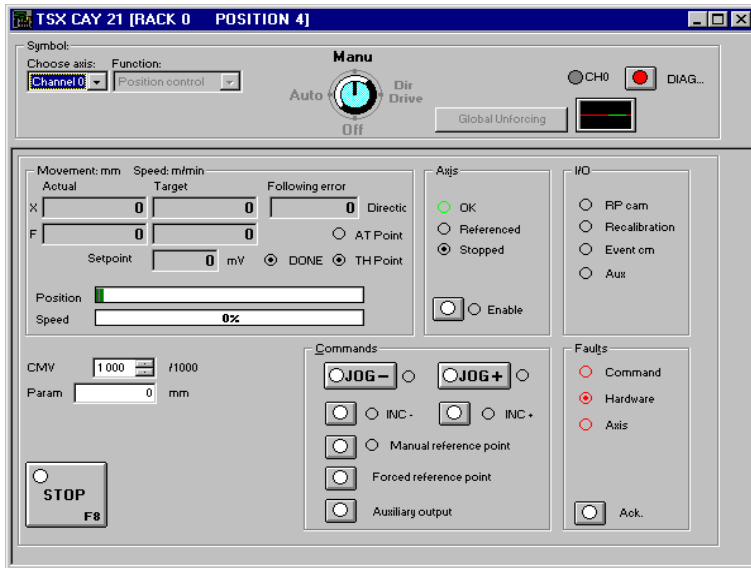 TSX CAY 21 [RACK 0 POSITION 4]
Symbol:
Choose axis: Function:
Channel 0 Position control
Manu
Auto Dir Drive
Off
CH0 DIAG...
Global Unforcing
Movement: mm Speed: m/min
Actual Target Following error
X 0 0 0 Directic
F 0 0 AT Point
Setpoint 0 mV DONE TH Point
Position
Speed 0%
Axis
OK
Referenced
Stopped
Enable
I/O
RP cam
Recalibration
Event cm
Aux
CMV 1 000 /1000
Param 0 mm
STOP
F8
Commands
JOG- JOG+
INC - INC +
Manual reference point
Forced reference point
Auxiliary output
Faults
Command
Hardware
Axis
Ack.